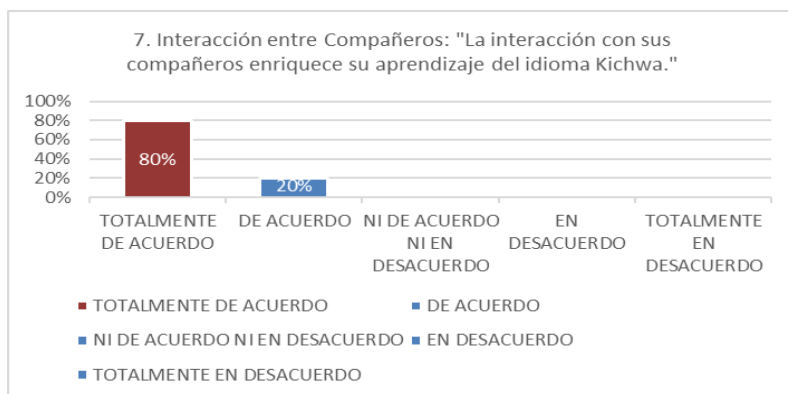 7. Interacción entre Compañeros: "La interacción con sus
compañeros enriquece su aprendizaje del idioma Kichwa."
100%
80%
60%
40%
20%
0%
80%
20%
TOTALMENTE
DE ACUERDO
DE ACUERDO
NI DE ACUERDO
NI EN
DESACUERDO
EN
DESACUERDO
TOTALMENTE
EN
DESACUERDO
TOTALMENTE DE ACUERDO
DE ACUERDO
NI DE ACUERDO NI EN DESACUERDO
EN DESACUERDO
TOTALMENTE EN DESACUERDO